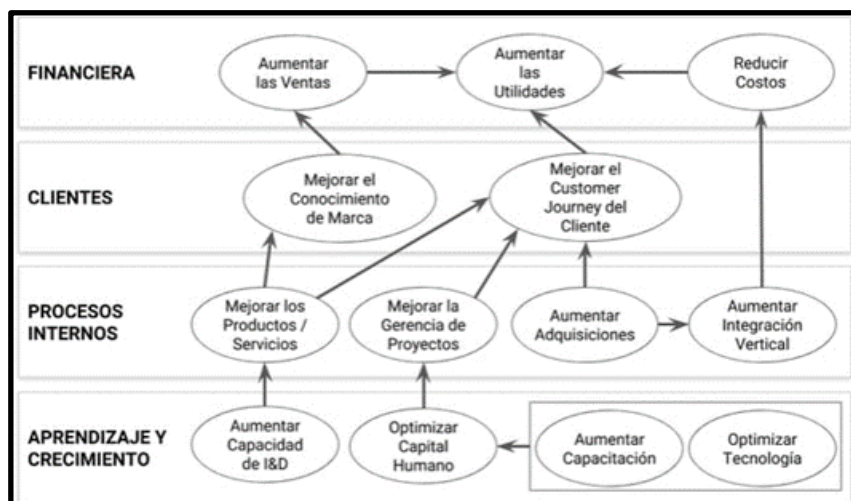 FINANCIERA
Aumentar
las Ventas
Aumentar
las
Utilidades
Reducir
Costos
CLIENTES
Mejorar el
Conocimiento
de Marca
Mejorar el
Customer
Journey del
Cliente
PROCESOS
INTERNOS
Mejorar los
Productos /
Servicios
Mejorar la
Gerencia de
Proyectos
Aumentar
Adquisiciones
Aumentar
Integración
Vertical
APRENDIZAJE Y
CRECIMIENTO
Aumentar
Capacidad
de I&D
Optimizar
Capital
Humano
Aumentar
Capacitación
Optimizar
Tecnología